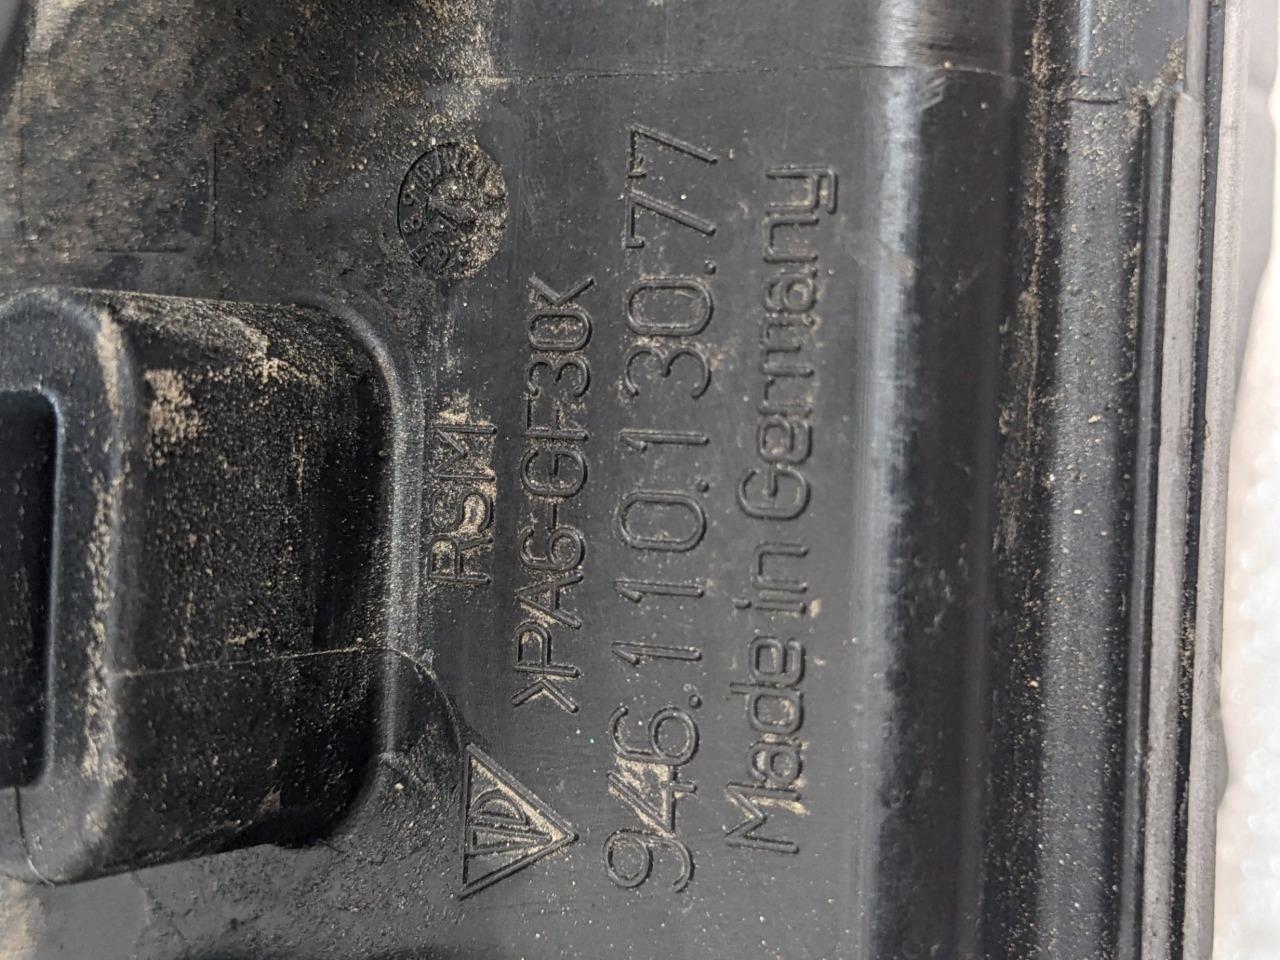 RSM
>PA6-GF30<
946.110.130.77
Made in Germany